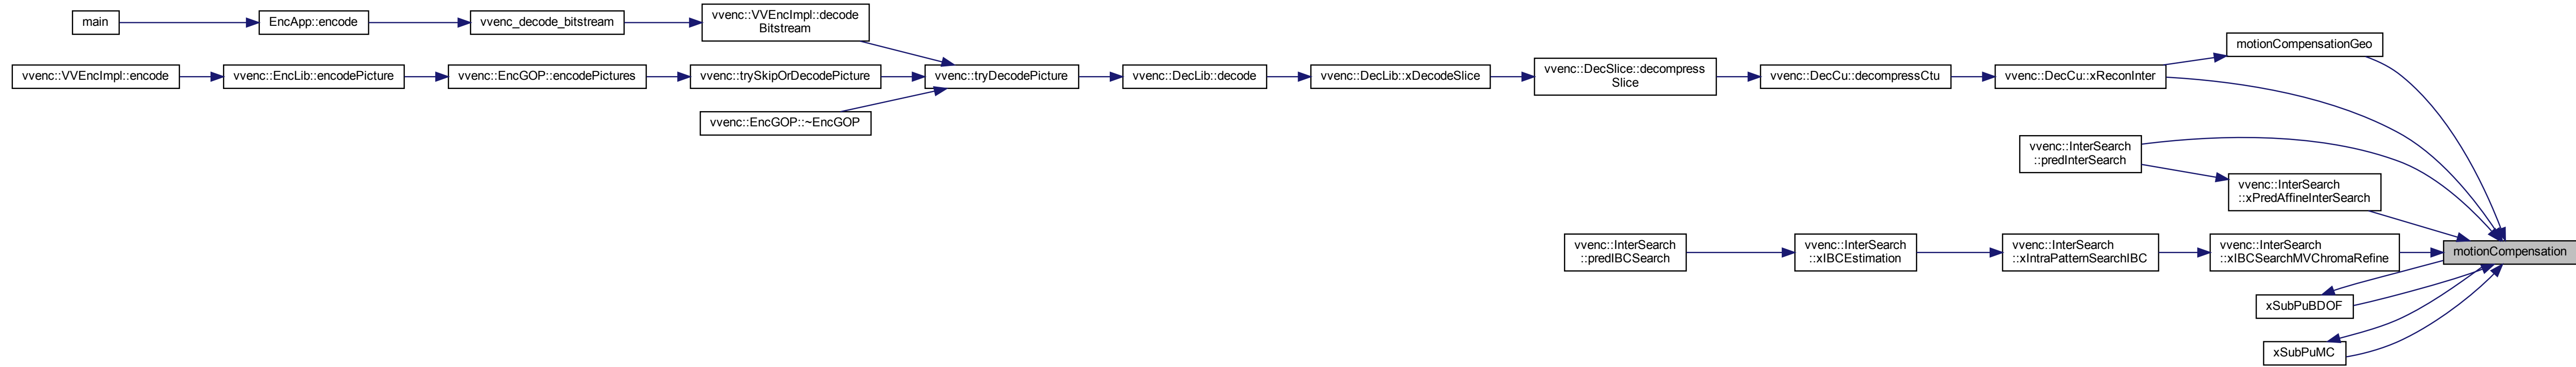 main
EncApp::encode
vvenc_decode_bitstream
vvenc::VVEncImpl::decode
Bitstream
vvenc::VVEncImpl::encode
vvenc::EncLib::encodePicture
vvenc::EncGOP::encodePictures
vvenc::trySkipOrDecodePicture
vvenc::tryDecodePicture
vvenc::DecLib::decode
vvenc::DecLib::xDecodeSlice
vvenc::DecSlice::decompress
Slice
vvenc::DecCu::decompressCtu
vvenc::DecCu::xReconInter
motionCompensationGeo
vvenc::EncGOP::~EncGOP
vvenc::InterSearch
::predInterSearch
vvenc::InterSearch
::xPredAffineInterSearch
vvenc::InterSearch
::predIBCSearch
vvenc::InterSearch
::xIBCEstimation
vvenc::InterSearch
::xIntraPatternSearchIBC
vvenc::InterSearch
::xIBCSearchMVChromaRefine
motionCompensation
xSubPuBDOF
xSubPuMC